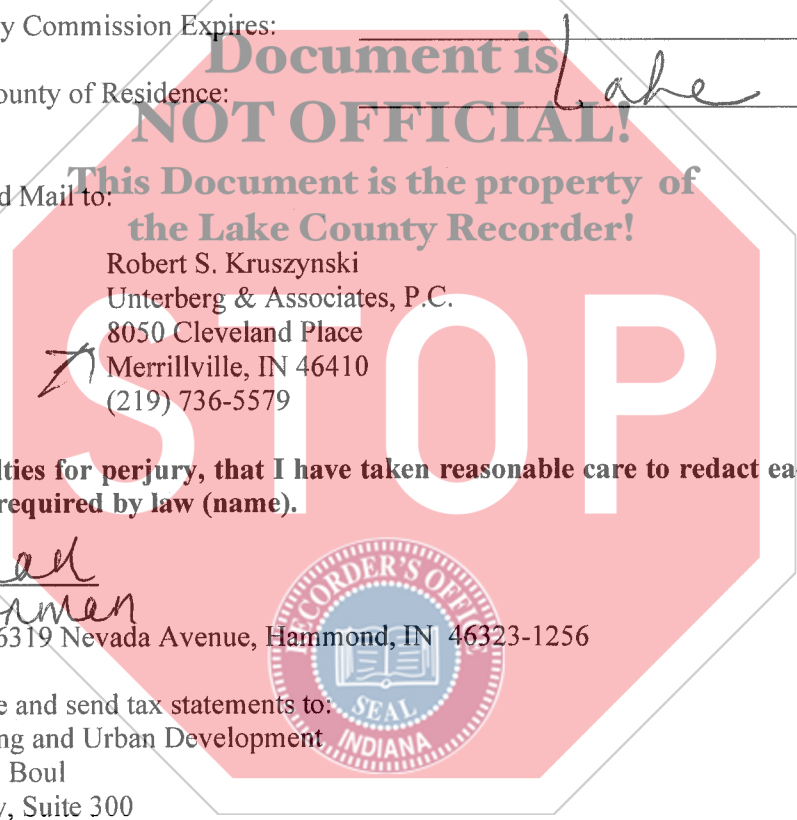 y Commission Expires:
Document is
ounty of Residence: Lake
NOT OFFICIAL!
This Document is the property of
d Mail to:
the Lake County Recorder!
Robert S. Kruszynski
Unterberg & Associates, P.C.
8050 Cleveland Place
Merrillville, IN 46410
(219) 736-5579
STOP
lties for perjury, that I have taken reasonable care to redact ea
required by law (name).
RECORDER'S OFFICE
6319 Nevada Avenue, Hammond, IN 46323-1256
e and send tax statements to:
SEAL
ng and Urban Development
INDIANA
Boul
y, Suite 300